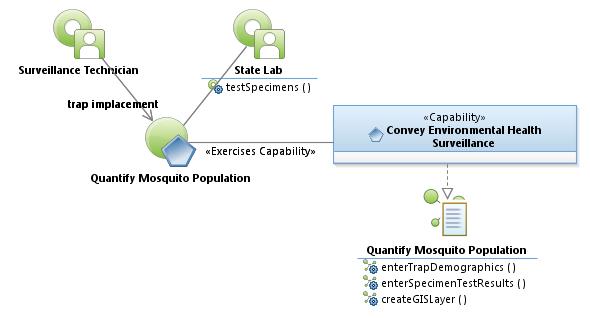 Surveillance Technician
State Lab
testSpecimens ( )
trap implacement
«Exercises Capability»
Quantify Mosquito Population
«Capability»
Convey Environmental Health
Surveillance
Quantify Mosquito Population
enterTrapDemographics ( )
enterSpecimenTestResults ( )
createGISLayer ( )